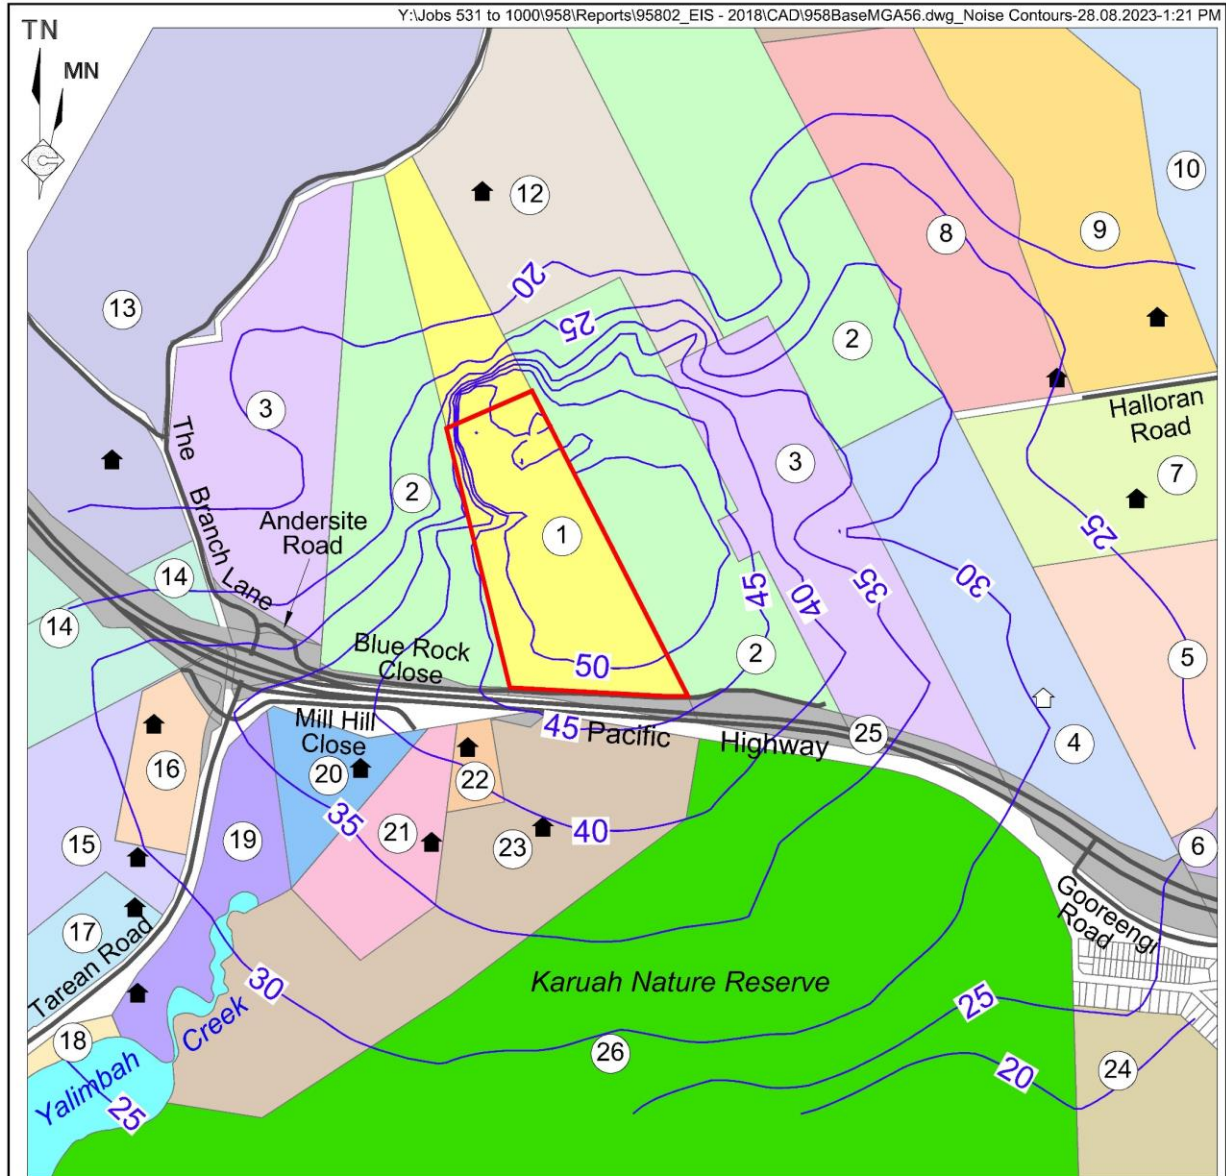 Y:\Jobs 531 to 1000\958\Reports\95802_EIS - 2018\CAD\958BaseMGA56.dwg_Noise Contours-28.08.2023-1:21 PM
TN
MN
12
10
9
8
13
20
25
2
3
The Branch Lane
Andersite
Road
2
1
3
Halloran
Road
7
25
14
14
30
35
40
45
5
Blue Rock
Close
50
2
Mill Hill
Close
45
Pacific Highway
25
4
16
20
22
35
40
15
19
21
23
6
Gooreengi
Road
17
Tarean Road
30
Karuah Nature Reserve
25
Yalimbah Creek
18
26
20
24
25